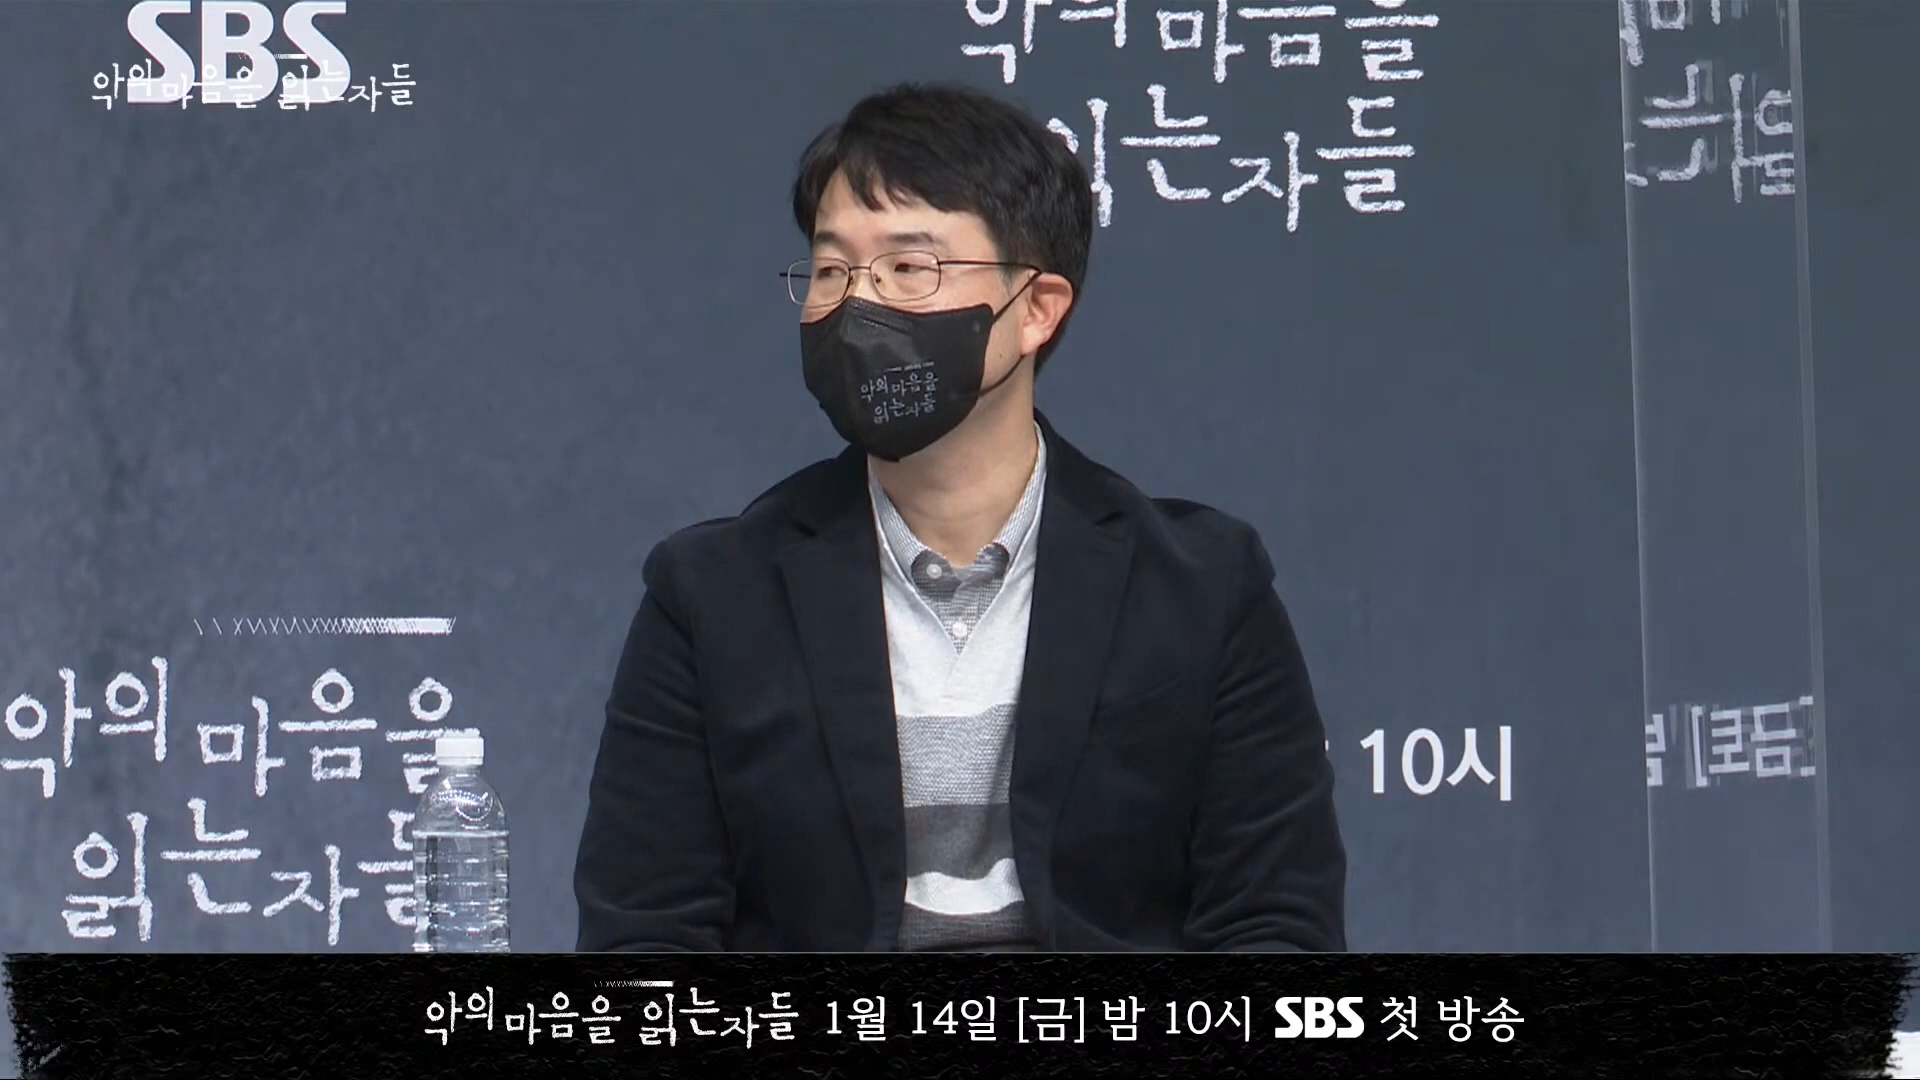 SBS
악의 마음을 읽는 자들
악의 마음을
읽는 자들
악의 마음을
읽는 자들
악의 마음을
읽는 자
10시
[토금]
악의 마음을 읽는 자들 1월 14일 [금] 밤 10시 SBS 첫 방송